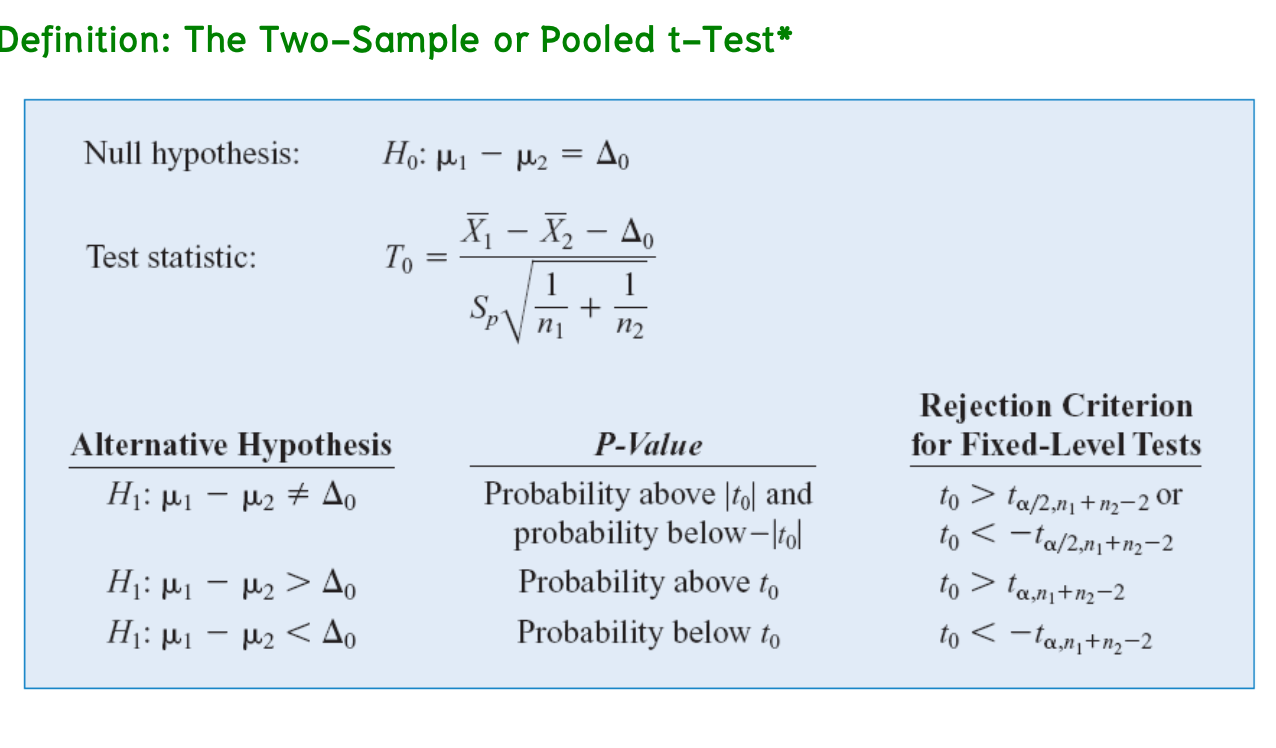 Definition: The Two-Sample or Pooled t-Test*
Null hypothesis: H₀: μ₁ − μ₂ = Δ₀
Test statistic: T₀ = (X̅₁ − X̅₂ − Δ₀) / (Sₚ√(1/n₁ + 1/n₂))
Rejection Criterion
Alternative Hypothesis P-Value for Fixed-Level Tests
H₁: μ₁ − μ₂ ≠ Δ₀ Probability above |t₀| and t₀ > t_{α/2,n₁+n₂−2} or
probability below −|t₀| t₀ < −t_{α/2,n₁+n₂−2}
H₁: μ₁ − μ₂ > Δ₀ Probability above t₀ t₀ > t_{α,n₁+n₂−2}
H₁: μ₁ − μ₂ < Δ₀ Probability below t₀ t₀ < −t_{α,n₁+n₂−2}